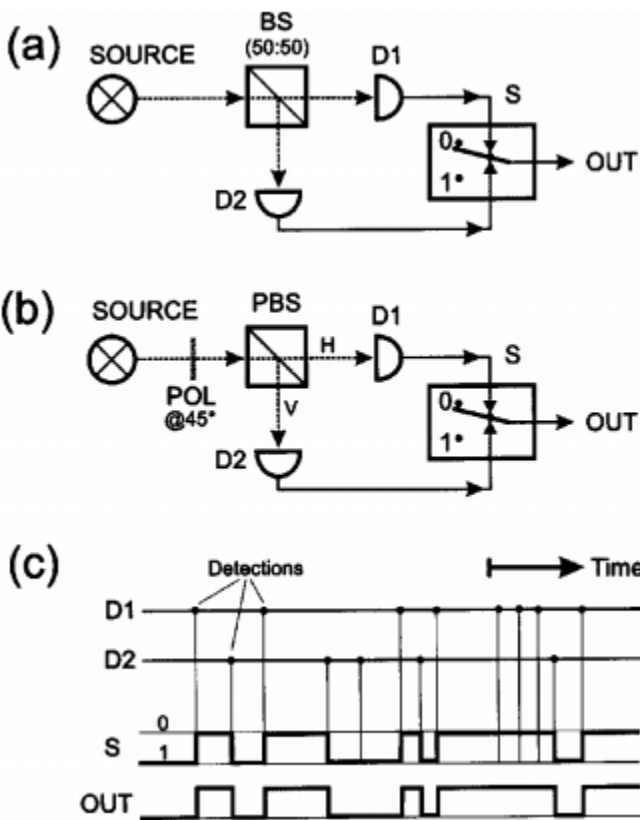 (a)
SOURCE
BS
(50:50)
D1
S
0
1
OUT
D2
(b)
SOURCE
PBS
D1
H
S
POL
@45°
V
0
1
OUT
D2
(c)
Detections
Time
D1
D2
0
S
1
OUT